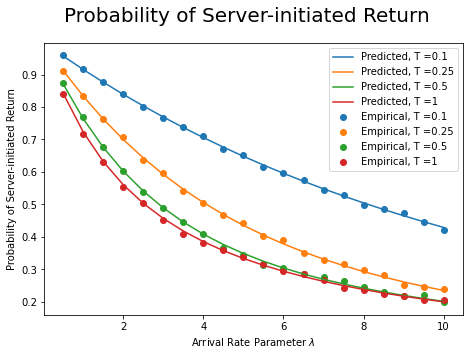 Probability of Server-initiated Return
Probability of Server-initiated Return
0.9
0.8
0.7
0.6
0.5
0.4
0.3
0.2
Predicted, T =0.1
Predicted, T =0.25
Predicted, T =0.5
Predicted, T =1
Empirical, T =0.1
Empirical, T =0.25
Empirical, T =0.5
Empirical, T =1
2 4 6 8 10
Arrival Rate Parameter λ